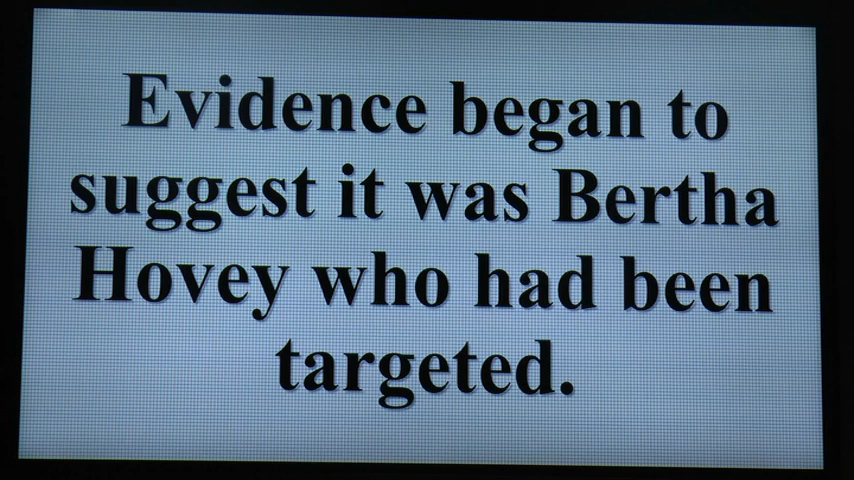 Evidence began to
suggest it was Bertha
Hovey who had been
targeted.